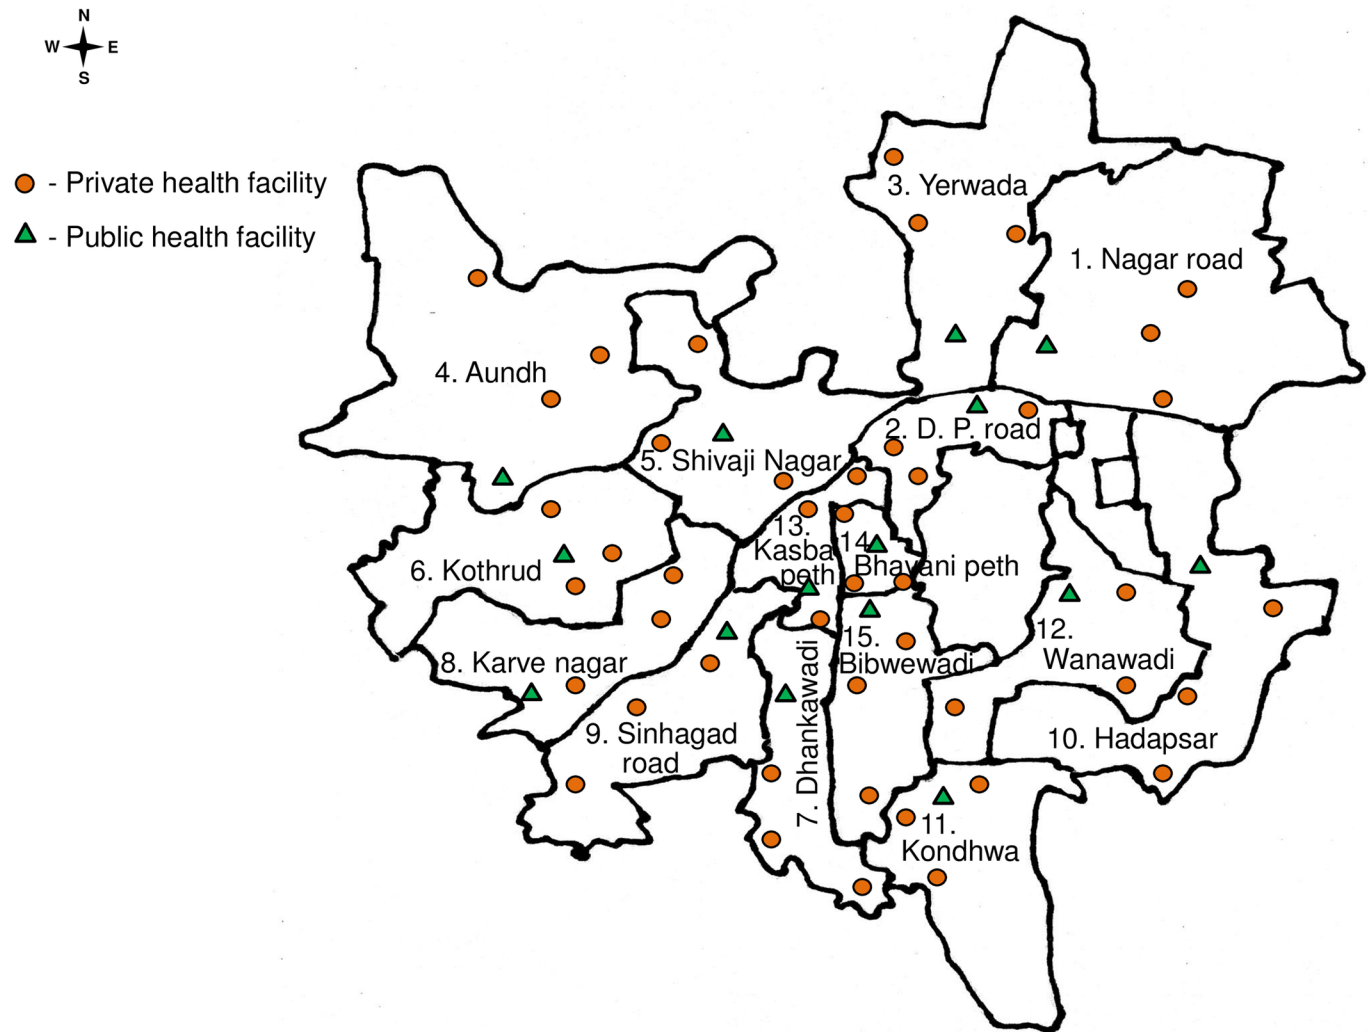 N
W E
S
- Private health facility
- Public health facility
3. Yerwada
1. Nagar road
4. Aundh
2. D. P. road
5. Shivaji Nagar
13.
Kasba
peth
14.
Bhavani peth
6. Kothrud
12.
Wanawadi
15.
Bibwewadi
8. Karve nagar
7. Dhankawadi
9. Sinhagad
road
10. Hadapsar
11.
Kondhwa